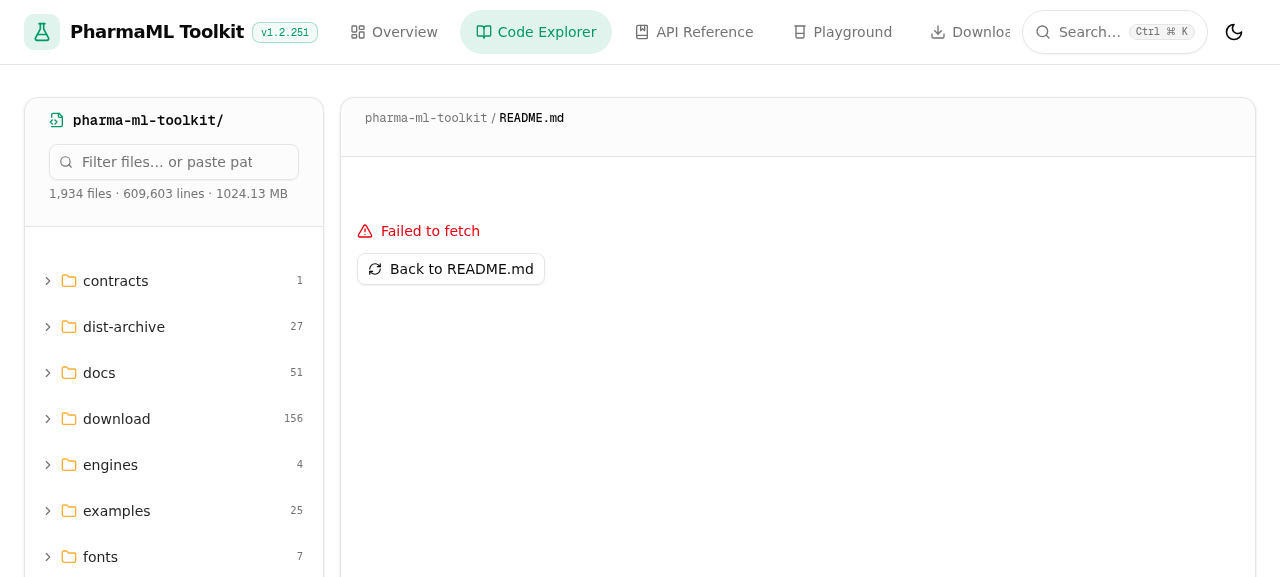 PharmaML Toolkit v1.2.251 Overview Code Explorer API Reference Playground Downloa Search... Ctrl ⌘ K
pharma-ml-toolkit/
Filter files... or paste pat
1,934 files · 609,603 lines · 1024.13 MB
contracts 1
dist-archive 27
docs 51
download 156
engines 4
examples 25
fonts 7
pharma-ml-toolkit / README.md
Failed to fetch
Back to README.md